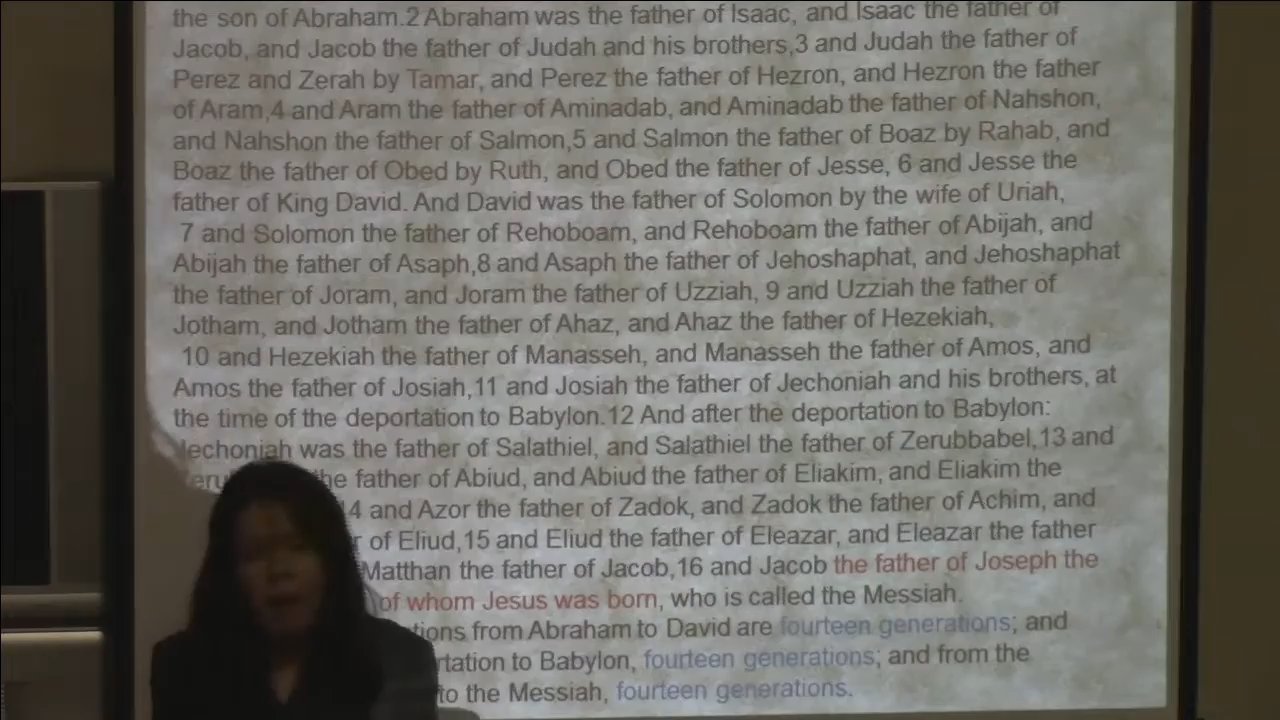 the son of Abraham.2 Abraham was the father of Isaac, and Isaac the father of
Jacob, and Jacob the father of Judah and his brothers,3 and Judah the father of
Perez and Zerah by Tamar, and Perez the father of Hezron, and Hezron the father
of Aram,4 and Aram the father of Aminadab, and Aminadab the father of Nahshon,
and Nahshon the father of Salmon,5 and Salmon the father of Boaz by Rahab, and
Boaz the father of Obed by Ruth, and Obed the father of Jesse, 6 and Jesse the
father of King David. And David was the father of Solomon by the wife of Uriah,
7 and Solomon the father of Rehoboam, and Rehoboam the father of Abijah, and
Abijah the father of Asaph,8 and Asaph the father of Jehoshaphat, and Jehoshaphat
the father of Joram, and Joram the father of Uzziah, 9 and Uzziah the father of
Jotham, and Jotham the father of Ahaz, and Ahaz the father of Hezekiah,
10 and Hezekiah the father of Manasseh, and Manasseh the father of Amos, and
Amos the father of Josiah,11 and Josiah the father of Jechoniah and his brothers, at
the time of the deportation to Babylon.12 And after the deportation to Babylon:
Jechoniah was the father of Salathiel, and Salathiel the father of Zerubbabel,13 and
the father of Abiud, and Abiud the father of Eliakim, and Eliakim the
14 and Azor the father of Zadok, and Zadok the father of Achim, and
of Eliud,15 and Eliud the father of Eleazar, and Eleazar the father
Matthan the father of Jacob,16 and Jacob the father of Joseph the
of whom Jesus was born, who is called the Messiah.
tions from Abraham to David are fourteen generations; and
rtation to Babylon, fourteen generations; and from the
to the Messiah, fourteen generations.